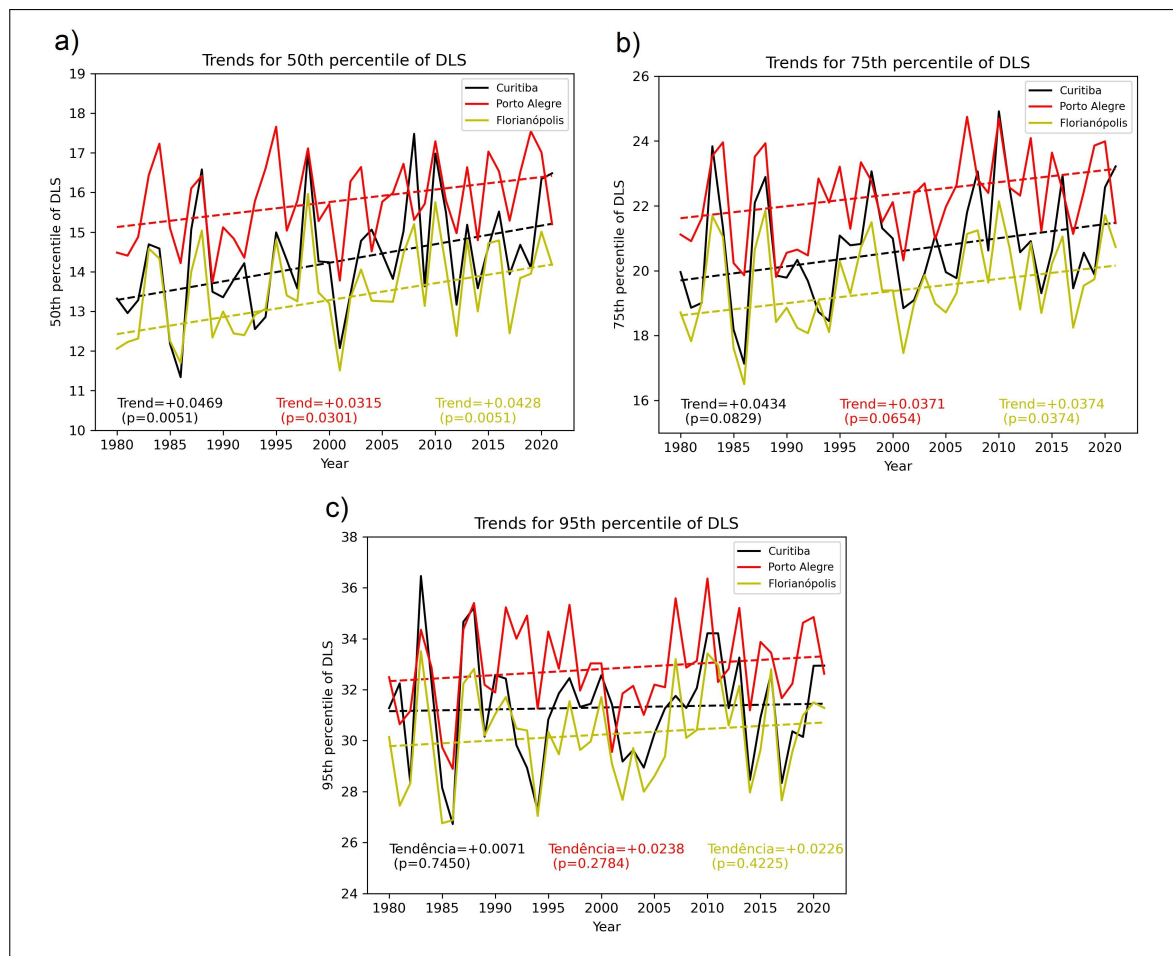 a)
Trends for 50th percentile of DLS
19
18
17
16
15
14
13
12
11
10
50th percentile of DLS
Curitiba
Porto Alegre
Florianópolis
Trend=+0.0469
(p=0.0051)
Trend=+0.0315
(p=0.0301)
Trend=+0.0428
(p=0.0051)
1980 1985 1990 1995 2000 2005 2010 2015 2020
Year
b)
Trends for 75th percentile of DLS
26
24
22
20
18
16
75th percentile of DLS
Curitiba
Porto Alegre
Florianópolis
Trend=+0.0434
(p=0.0829)
Trend=+0.0371
(p=0.0654)
Trend=+0.0374
(p=0.0374)
1980 1985 1990 1995 2000 2005 2010 2015 2020
Year
c)
Trends for 95th percentile of DLS
38
36
34
32
30
28
26
24
95th percentile of DLS
Curitiba
Porto Alegre
Florianópolis
Tendência=+0.0071
(p=0.7450)
Tendência=+0.0238
(p=0.2784)
Tendência=+0.0226
(p=0.4225)
1980 1985 1990 1995 2000 2005 2010 2015 2020
Year